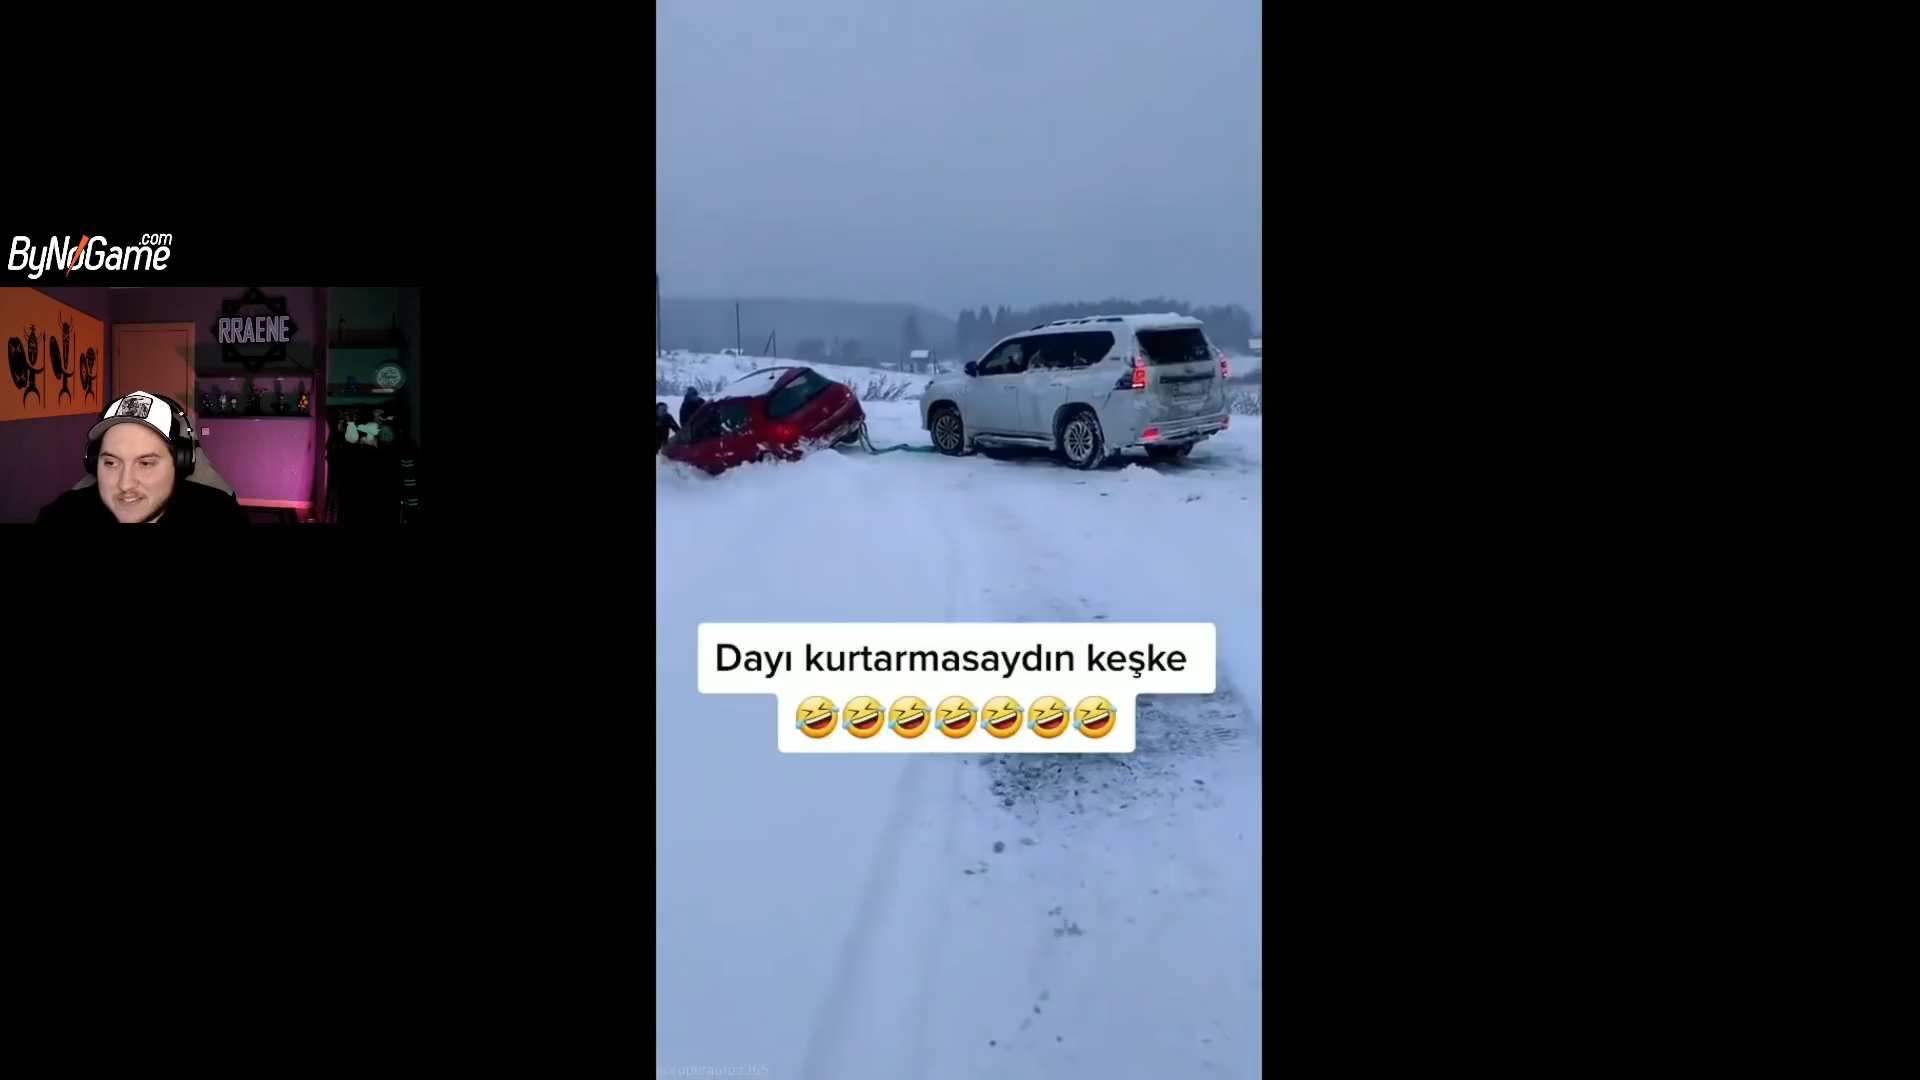 ByNoGame.com
RRAENE
Dayı kurtarmasaydın keşke
🤣🤣🤣🤣🤣🤣🤣